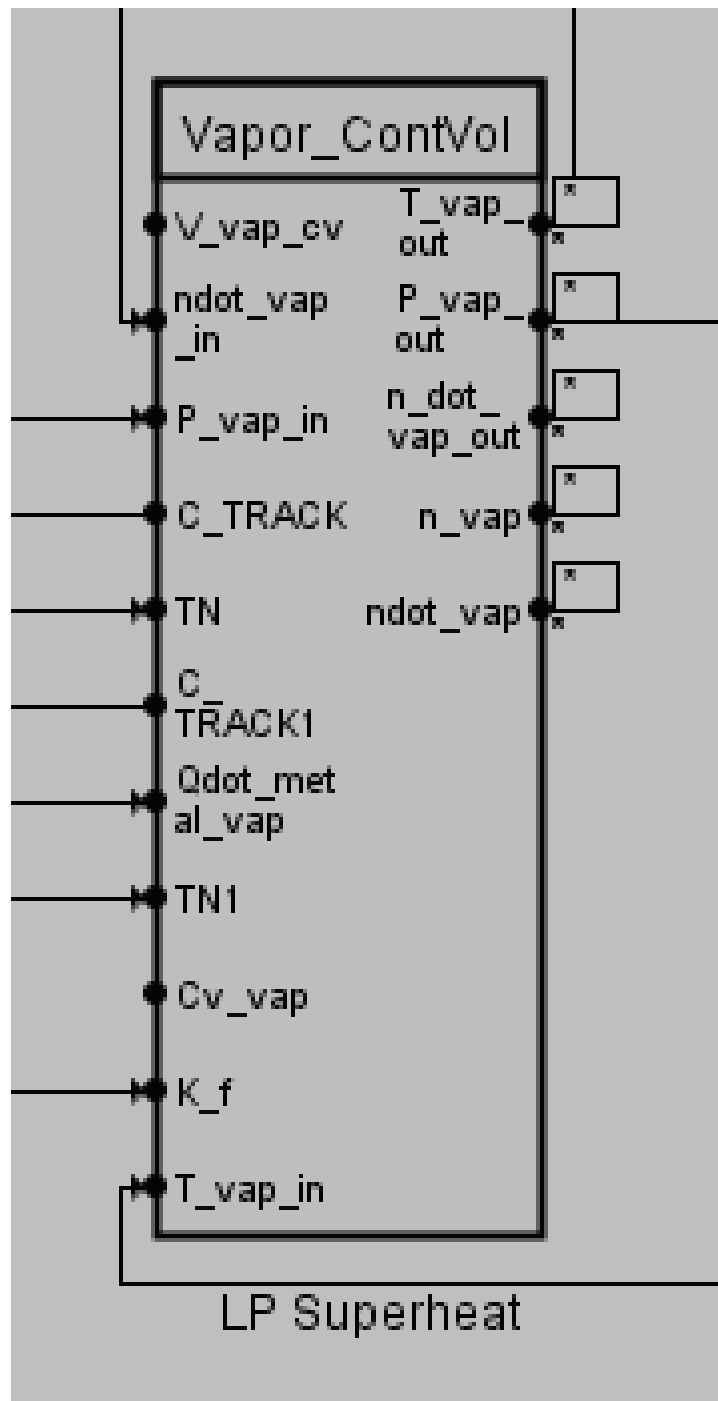 Vapor_ContVol
V_vap_cv
T_vap_
out
ndot_vap
_in
P_vap_
out
P_vap_in
n_dot_
vap_out
C_TRACK
n_vap
TN
ndot_vap
C_
TRACK1
Qdot_met
al_vap
TN1
Cv_vap
K_f
T_vap_in
LP Superheat